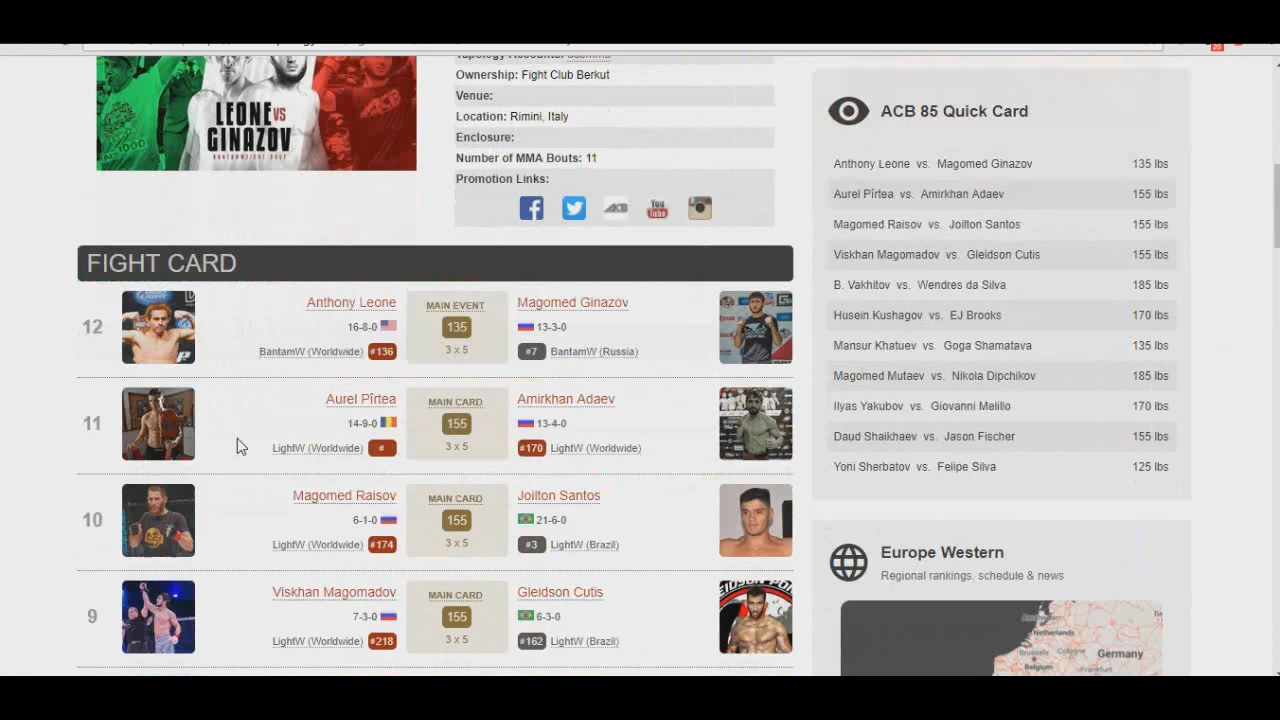 LEONE VS
GINAZOV
BANTAMWEIGHT BOUT
Ownership: Fight Club Berkut
Venue:
Location: Rimini, Italy
Enclosure:
Number of MMA Bouts: 11
Promotion Links:
ACB
You
Tube
FIGHT CARD
12
Anthony Leone
16-8-0
BantamW (Worldwide) #136
MAIN EVENT
135
3 x 5
Magomed Ginazov
13-3-0
#7 BantamW (Russia)
11
Aurel Pîrtea
14-9-0
LightW (Worldwide) #
MAIN CARD
155
3 x 5
Amirkhan Adaev
13-4-0
#170 LightW (Worldwide)
10
Magomed Raisov
6-1-0
LightW (Worldwide) #174
MAIN CARD
155
3 x 5
Joilton Santos
21-6-0
#3 LightW (Brazil)
9
Viskhan Magomadov
7-3-0
LightW (Worldwide) #218
MAIN CARD
155
3 x 5
Gleidson Cutis
6-3-0
#162 LightW (Brazil)
20
ACB 85 Quick Card
Anthony Leone vs. Magomed Ginazov 135 lbs
Aurel Pîrtea vs. Amirkhan Adaev 155 lbs
Magomed Raisov vs. Joilton Santos 155 lbs
Viskhan Magomadov vs. Gleidson Cutis 155 lbs
B. Vakhitov vs. Wendres da Silva 185 lbs
Husein Kushagov vs. EJ Brooks 170 lbs
Mansur Khatuev vs. Goga Shamatava 135 lbs
Magomed Mutaev vs. Nikola Dipchikov 185 lbs
Ilyas Yakubov vs. Giovanni Melillo 170 lbs
Daud Shaikhaev vs. Jason Fischer 155 lbs
Yoni Sherbatov vs. Felipe Silva 125 lbs
Europe Western
Regional rankings, schedule & news
Netherlands
Brussels Cologne Germany
Belgium Frankfurt